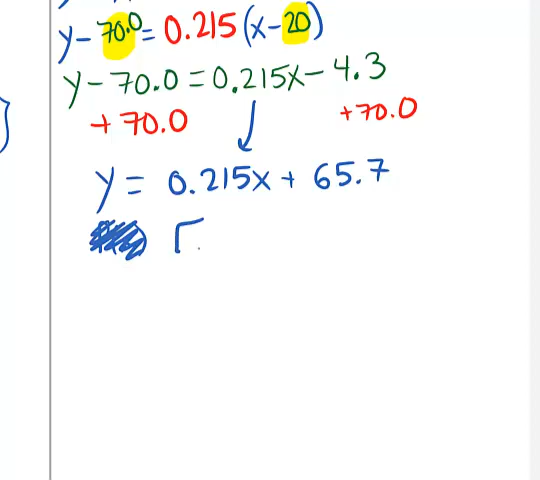 y - 70.0 = 0.215(x - 20)
y - 70.0 = 0.215x - 4.3
+ 70.0 +70.0
y = 0.215x + 65.7